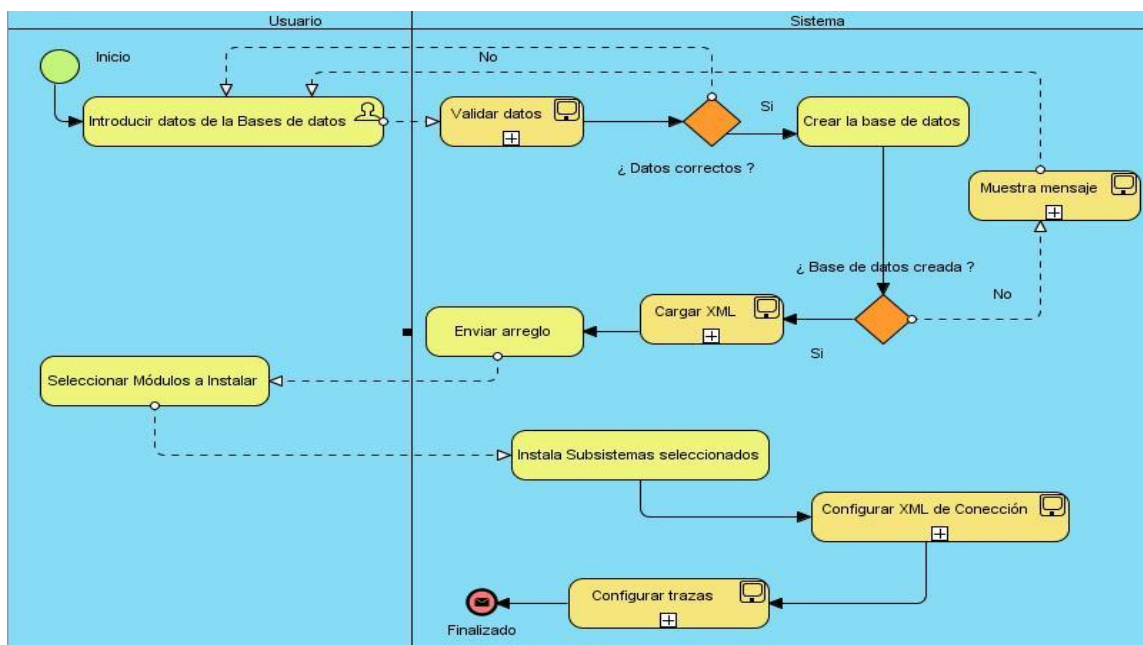 Usuario
Sistema
Inicio
No
Introducir datos de la Bases de datos
Validar datos
Si
Crear la base de datos
¿ Datos correctos ?
Muestra mensaje
¿ Base de datos creada ?
No
Cargar XML
Enviar arreglo
Si
Seleccionar Módulos a Instalar
Instala Subsistemas seleccionados
Configurar XML de Conección
Configurar trazas
Finalizado